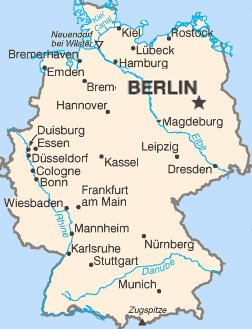 Neuendorf
bei Wilster
Kiel
Canal
Kiel
Rostock
Lübeck
Bremerhaven
Hamburg
Emden
Brem
BERLIN
Hannover
Magdeburg
Elbe
Duisburg
Essen
Düsseldorf
Cologne
Bonn
Kassel
Leipzig
Dresden
Frankfurt
am Main
Wiesbaden
Rhine
Mannheim
Karlsruhe
Nürnberg
Stuttgart
Danube
Munich
Zugspitze